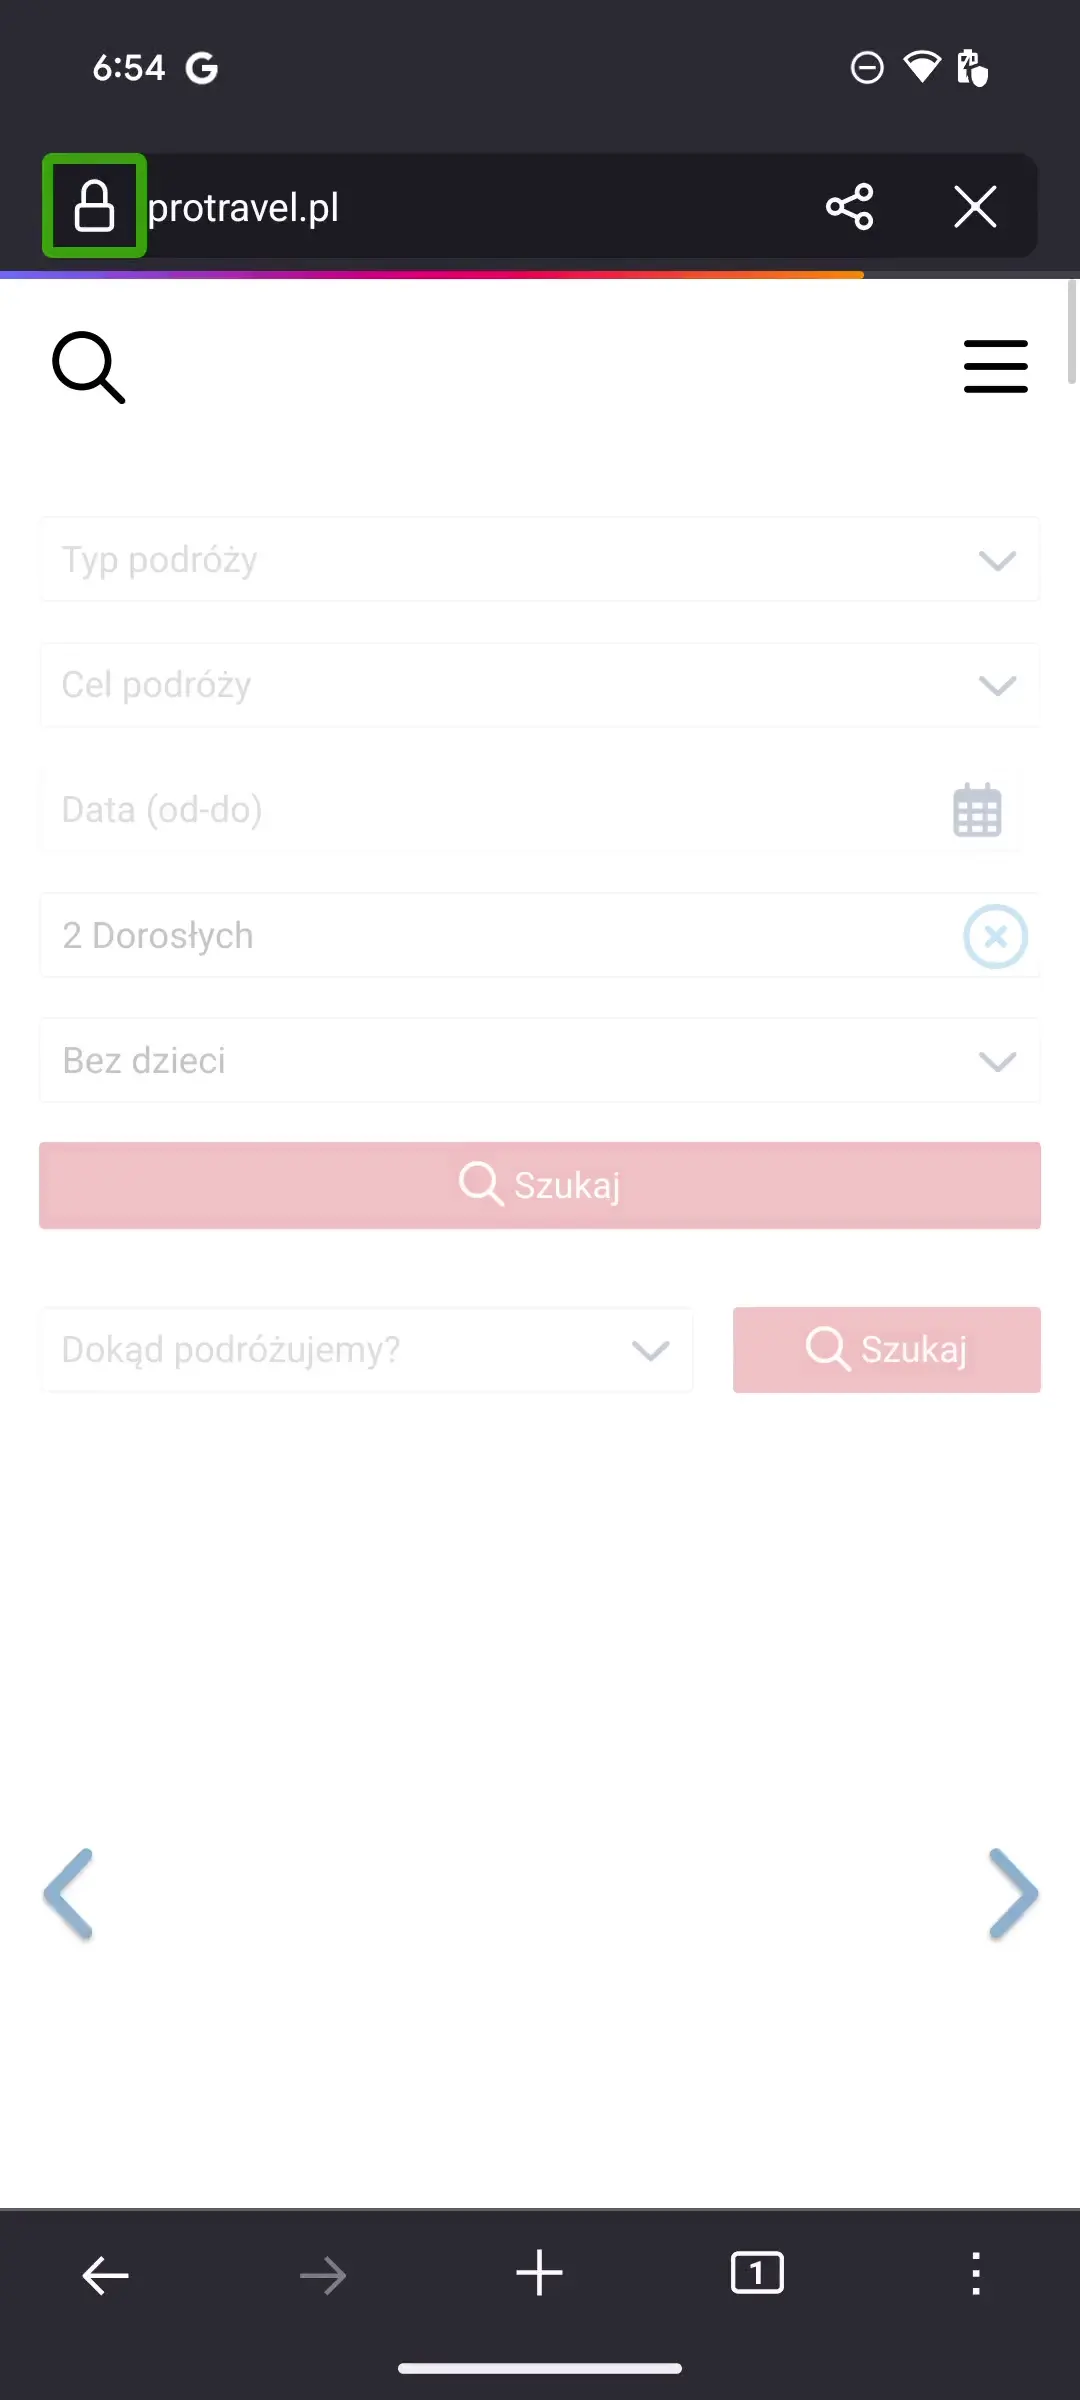 6:54
protravel.pl
Typ podróży
Cel podróży
Data (od-do)
2 Dorosłych
Bez dzieci
Szukaj
Dokąd podróżujemy?
Szukaj
1